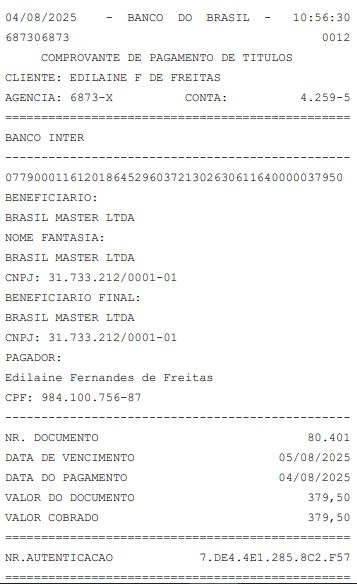 04/08/2025 - BANCO DO BRASIL - 10:56:30
687306873 0012
COMPROVANTE DE PAGAMENTO DE TITULOS
CLIENTE: EDILAINE F DE FREITAS
AGENCIA: 6873-X CONTA: 4.259-5
================================================
BANCO INTER
------------------------------------------------
07790001161201864529603721302630611640000037950
BENEFICIARIO:
BRASIL MASTER LTDA
NOME FANTASIA:
BRASIL MASTER LTDA
CNPJ: 31.733.212/0001-01
BENEFICIARIO FINAL:
BRASIL MASTER LTDA
CNPJ: 31.733.212/0001-01
PAGADOR:
Edilaine Fernandes de Freitas
CPF: 984.100.756-87
------------------------------------------------
NR. DOCUMENTO 80.401
DATA DE VENCIMENTO 05/08/2025
DATA DO PAGAMENTO 04/08/2025
VALOR DO DOCUMENTO 379,50
VALOR COBRADO 379,50
================================================
NR.AUTENTICACAO 7.DE4.4E1.285.8C2.F57
================================================